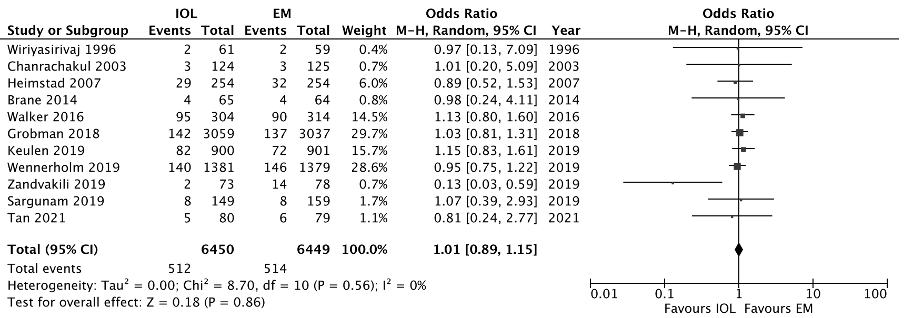 IOL EM Odds Ratio Odds Ratio
Study or Subgroup Events Total Events Total Weight M-H, Random, 95% CI Year M-H, Random, 95% CI
Wiriyasirivaj 1996 2 61 2 59 0.4% 0.97 [0.13, 7.09] 1996
Chanrachakul 2003 3 124 3 125 0.7% 1.01 [0.20, 5.09] 2003
Heimstad 2007 29 254 32 254 6.0% 0.89 [0.52, 1.53] 2007
Brane 2014 4 65 4 64 0.8% 0.98 [0.24, 4.11] 2014
Walker 2016 95 304 90 314 14.5% 1.13 [0.80, 1.60] 2016
Grobman 2018 142 3059 137 3037 29.7% 1.03 [0.81, 1.31] 2018
Keulen 2019 82 900 72 901 15.7% 1.15 [0.83, 1.61] 2019
Wennerholm 2019 140 1381 146 1379 28.6% 0.95 [0.75, 1.22] 2019
Zandvakili 2019 2 73 14 78 0.7% 0.13 [0.03, 0.59] 2019
Sargunam 2019 8 149 8 159 1.7% 1.07 [0.39, 2.93] 2019
Tan 2021 5 80 6 79 1.1% 0.81 [0.24, 2.77] 2021
Total (95% CI) 6450 6449 100.0% 1.01 [0.89, 1.15]
Total events 512 514
Heterogeneity: Tau² = 0.00; Chi² = 8.70, df = 10 (P = 0.56); I² = 0%
Test for overall effect: Z = 0.18 (P = 0.86)
0.01 0.1 1 10 100
Favours IOL Favours EM